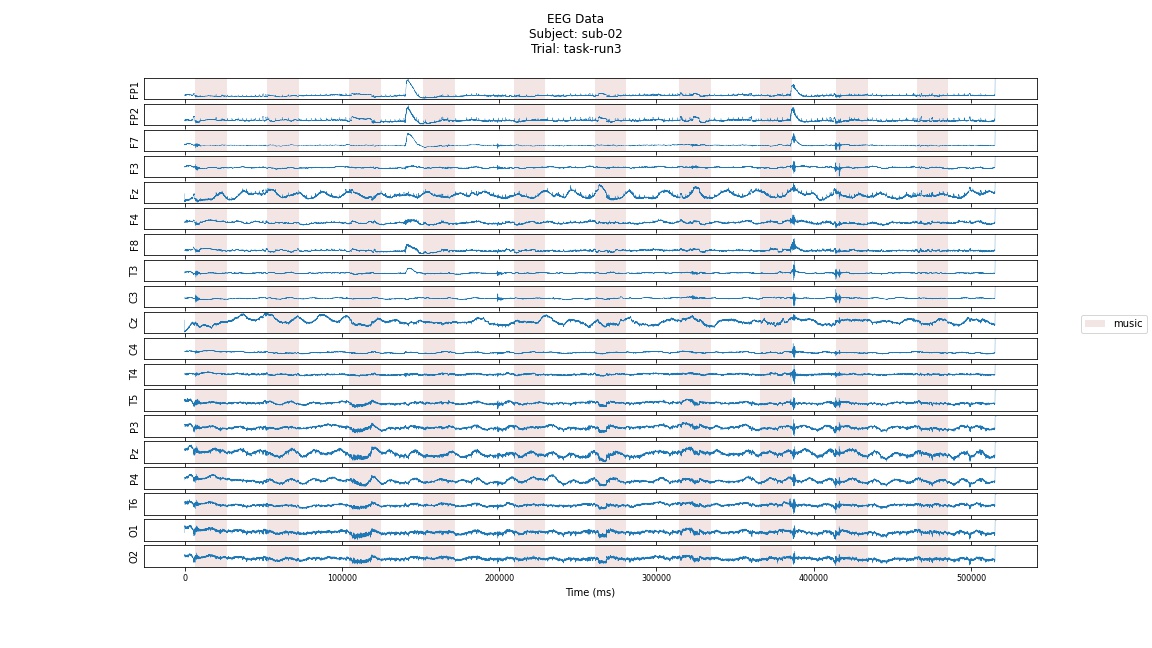 EEG Data
Subject: sub-02
Trial: task-run3
FP1
FP2
F7
F3
Fz
F4
F8
T3
C3
Cz
C4
T4
T5
P3
Pz
P4
T6
O1
O2
music
0 100000 200000 300000 400000 500000
Time (ms)